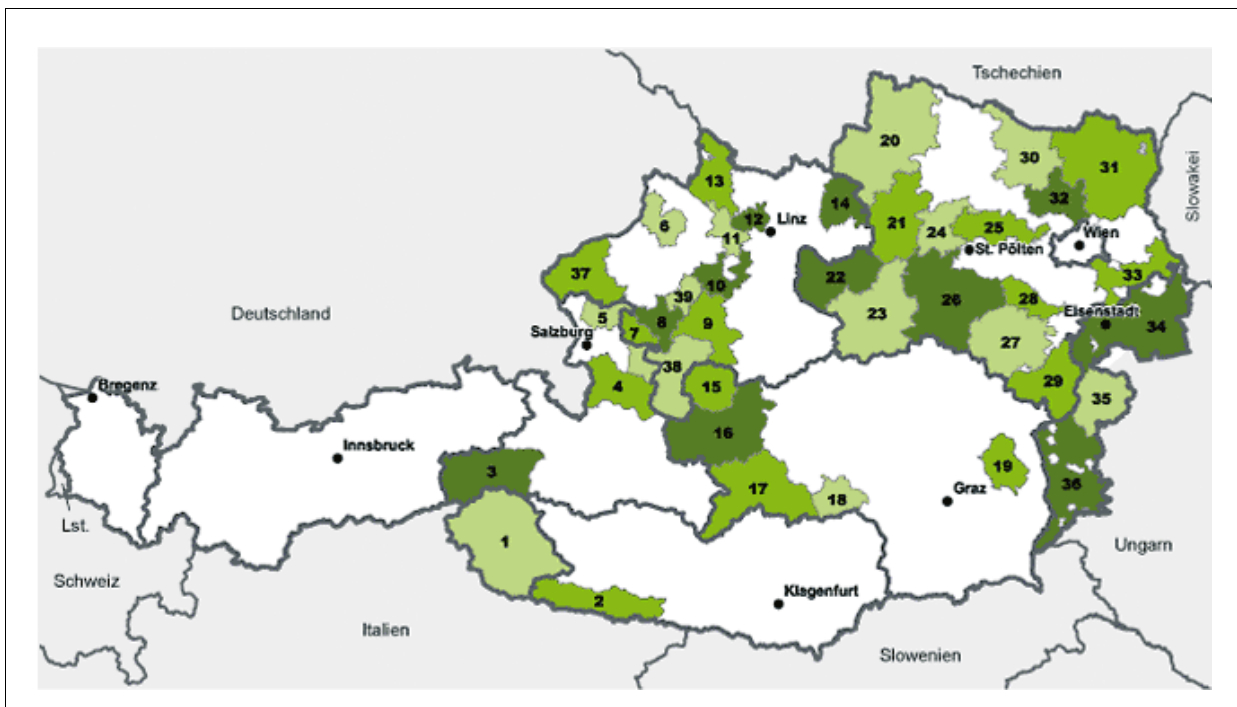 Tschechien
20
30
31
Slowakei
13
14
32
12
Linz
6
11
21
24
25
Wien
St. Pölten
37
22
33
10
39
26
28
Deutschland
5
8
9
23
Eisenstadt
34
Salzburg
7
27
38
4
15
29
Bregenz
35
16
Innsbruck
3
19
36
17
18
Graz
Lst.
1
Ungarn
Schweiz
2
Klagenfurt
Italien
Slowenien